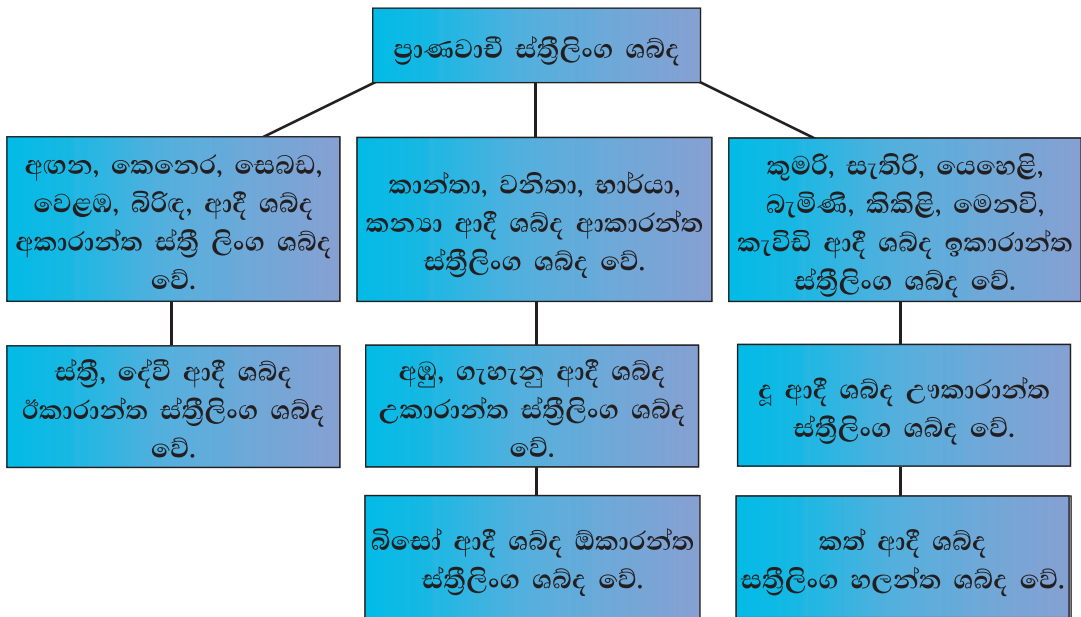 ප්‍රාණවාචී ස්ත්‍රීලිංග ශබ්ද
අඟන, කෙනෙර, සෙබඩ,
වෙළඹ, බිරිඳ, ආදී ශබ්ද
අකාරාන්ත ස්ත්‍රී ලිංග ශබ්ද
වේ.
කාන්තා, වනිතා, භාර්යා,
කන්‍යා ආදී ශබ්ද ආකාරන්ත
ස්ත්‍රීලිංග ශබ්ද වේ.
කුමරි, සැතිරි, යෙහෙළි,
බැමිණි, කිකිළි, මෙනවි,
කැවිඩි ආදී ශබ්ද ඉකාරාන්ත
ස්ත්‍රීලිංග ශබ්ද වේ.
ස්ත්‍රී, දේවී ආදී ශබ්ද
ඊකාරාන්ත ස්ත්‍රීලිංග ශබ්ද
වේ.
අඹු, ගැහැනු ආදී ශබ්ද
උකාරාන්ත ස්ත්‍රීලිංග ශබ්ද
වේ.
දූ ආදී ශබ්ද ඌකාරාන්ත
ස්ත්‍රීලිංග ශබ්ද වේ.
බිසෝ ආදී ශබ්ද ඕකාරන්ත
ස්ත්‍රීලිංග ශබ්ද වේ.
කත් ආදී ශබ්ද
සත්‍රීලිංග හලන්ත ශබ්ද වේ.